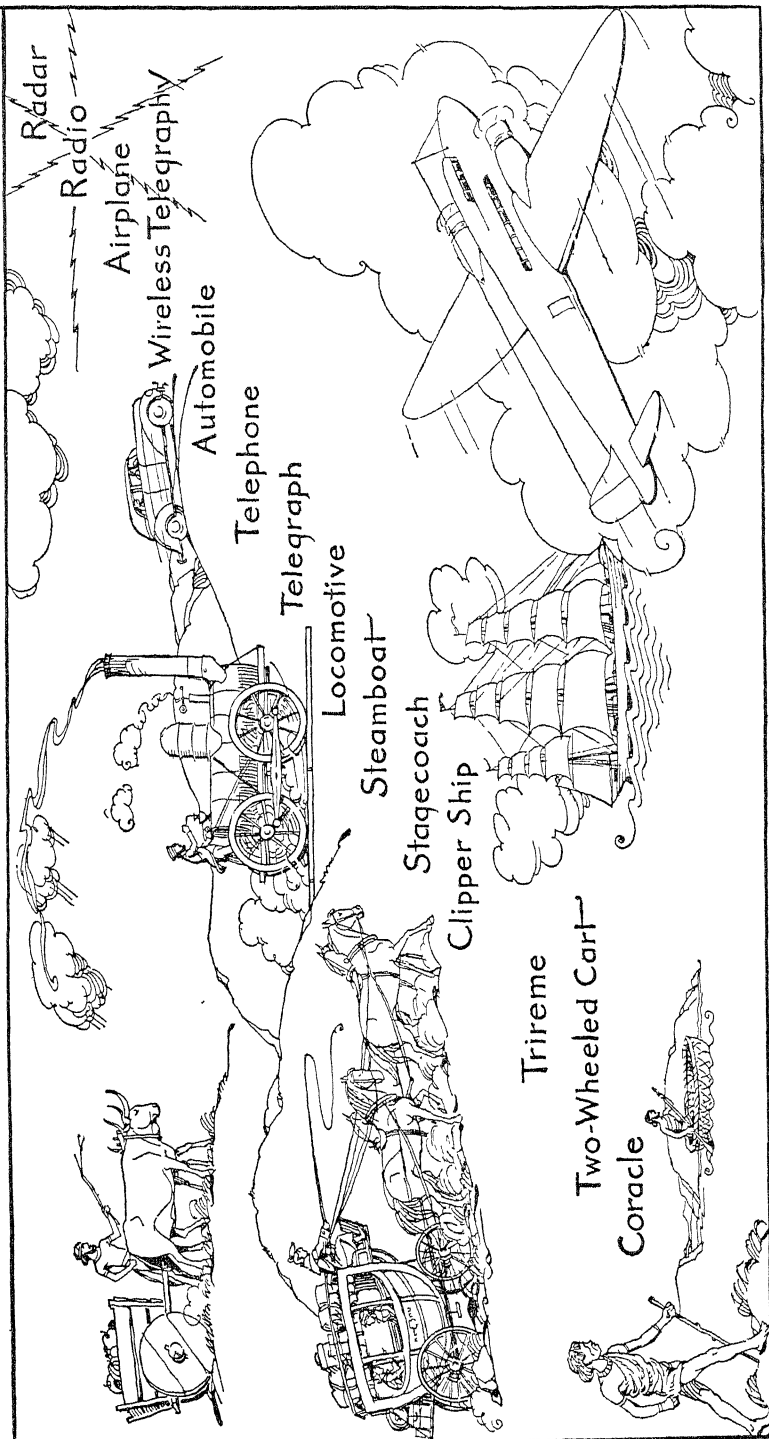 Radar
Radio
Airplane
Wireless Telegraphy
Automobile
Telephone
Telegraph
Locomotive
Steamboat
Stagecoach
Clipper Ship
Trireme
Two-Wheeled Cart
Coracle